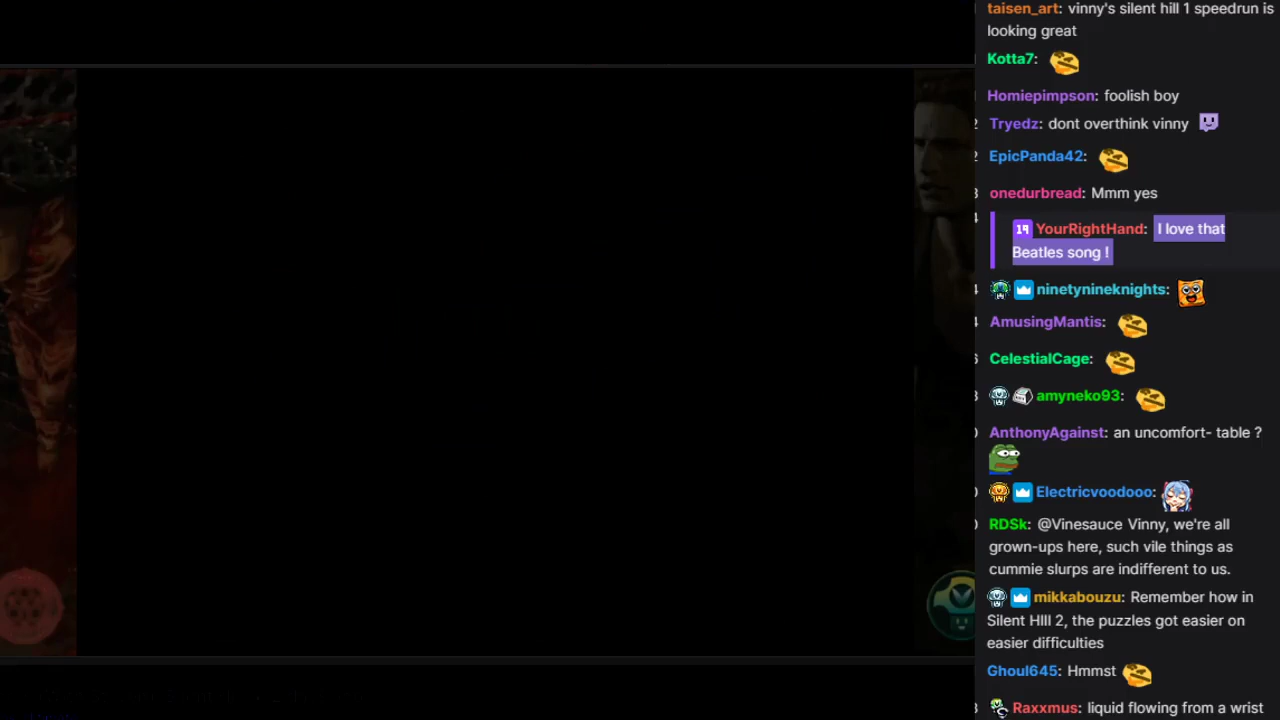 taisen_art: vinny's silent hill 1 speedrun is
looking great
Kotta7:
Homiepimpson: foolish boy
Tryedz: dont overthink vinny
EpicPanda42:
onedurbread: Mmm yes
YourRightHand: I love that
Beatles song !
ninetynineknights:
AmusingMantis:
CelestialCage:
amyneko93:
AnthonyAgainst: an uncomfort- table ?
Electricvoodooo:
RDSk: @Vinesauce Vinny, we're all
grown-ups here, such vile things as
cummie slurps are indifferent to us.
mikkabouzu: Remember how in
Silent HIll 2, the puzzles got easier on
easier difficulties
Ghoul645: Hmmst
Raxxmus: liquid flowing from a wrist